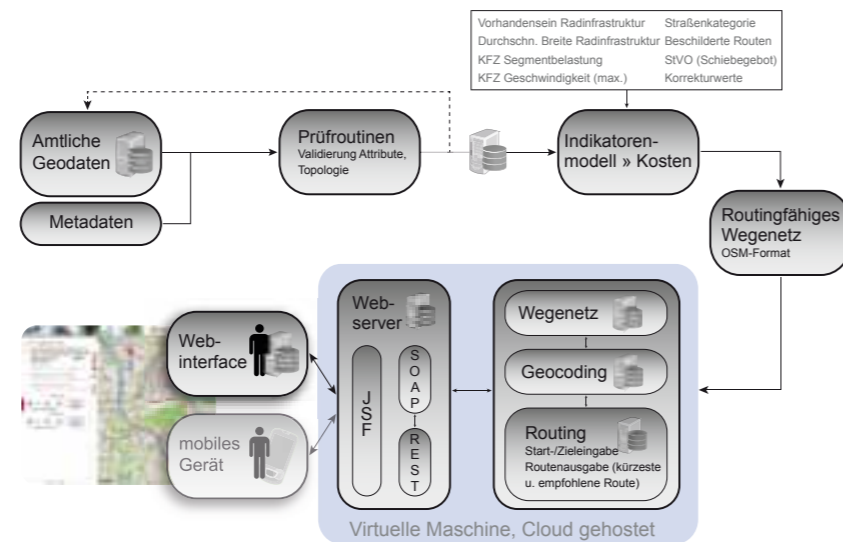 Vorhandensein Radinfrastruktur
Straßenkategorie
Durchschn. Breite Radinfrastruktur
Beschilderte Routen
KFZ Segmentbelastung
StVO (Schiebegebot)
KFZ Geschwindigkeit (max.)
Korrekturwerte
Amtliche
Geodaten
Metadaten
Prüfroutinen
Validierung Attribute,
Topologie
Indikatoren-
modell » Kosten
Routingfähiges
Wegenetz
OSM-Format
Web-
interface
mobiles
Gerät
Web-
server
JSF
SOAP
REST
Wegenetz
Geocoding
Routing
Start-/Zieleingabe
Routenausgabe (kürzeste
u. empfohlene Route)
Virtuelle Maschine, Cloud gehostet